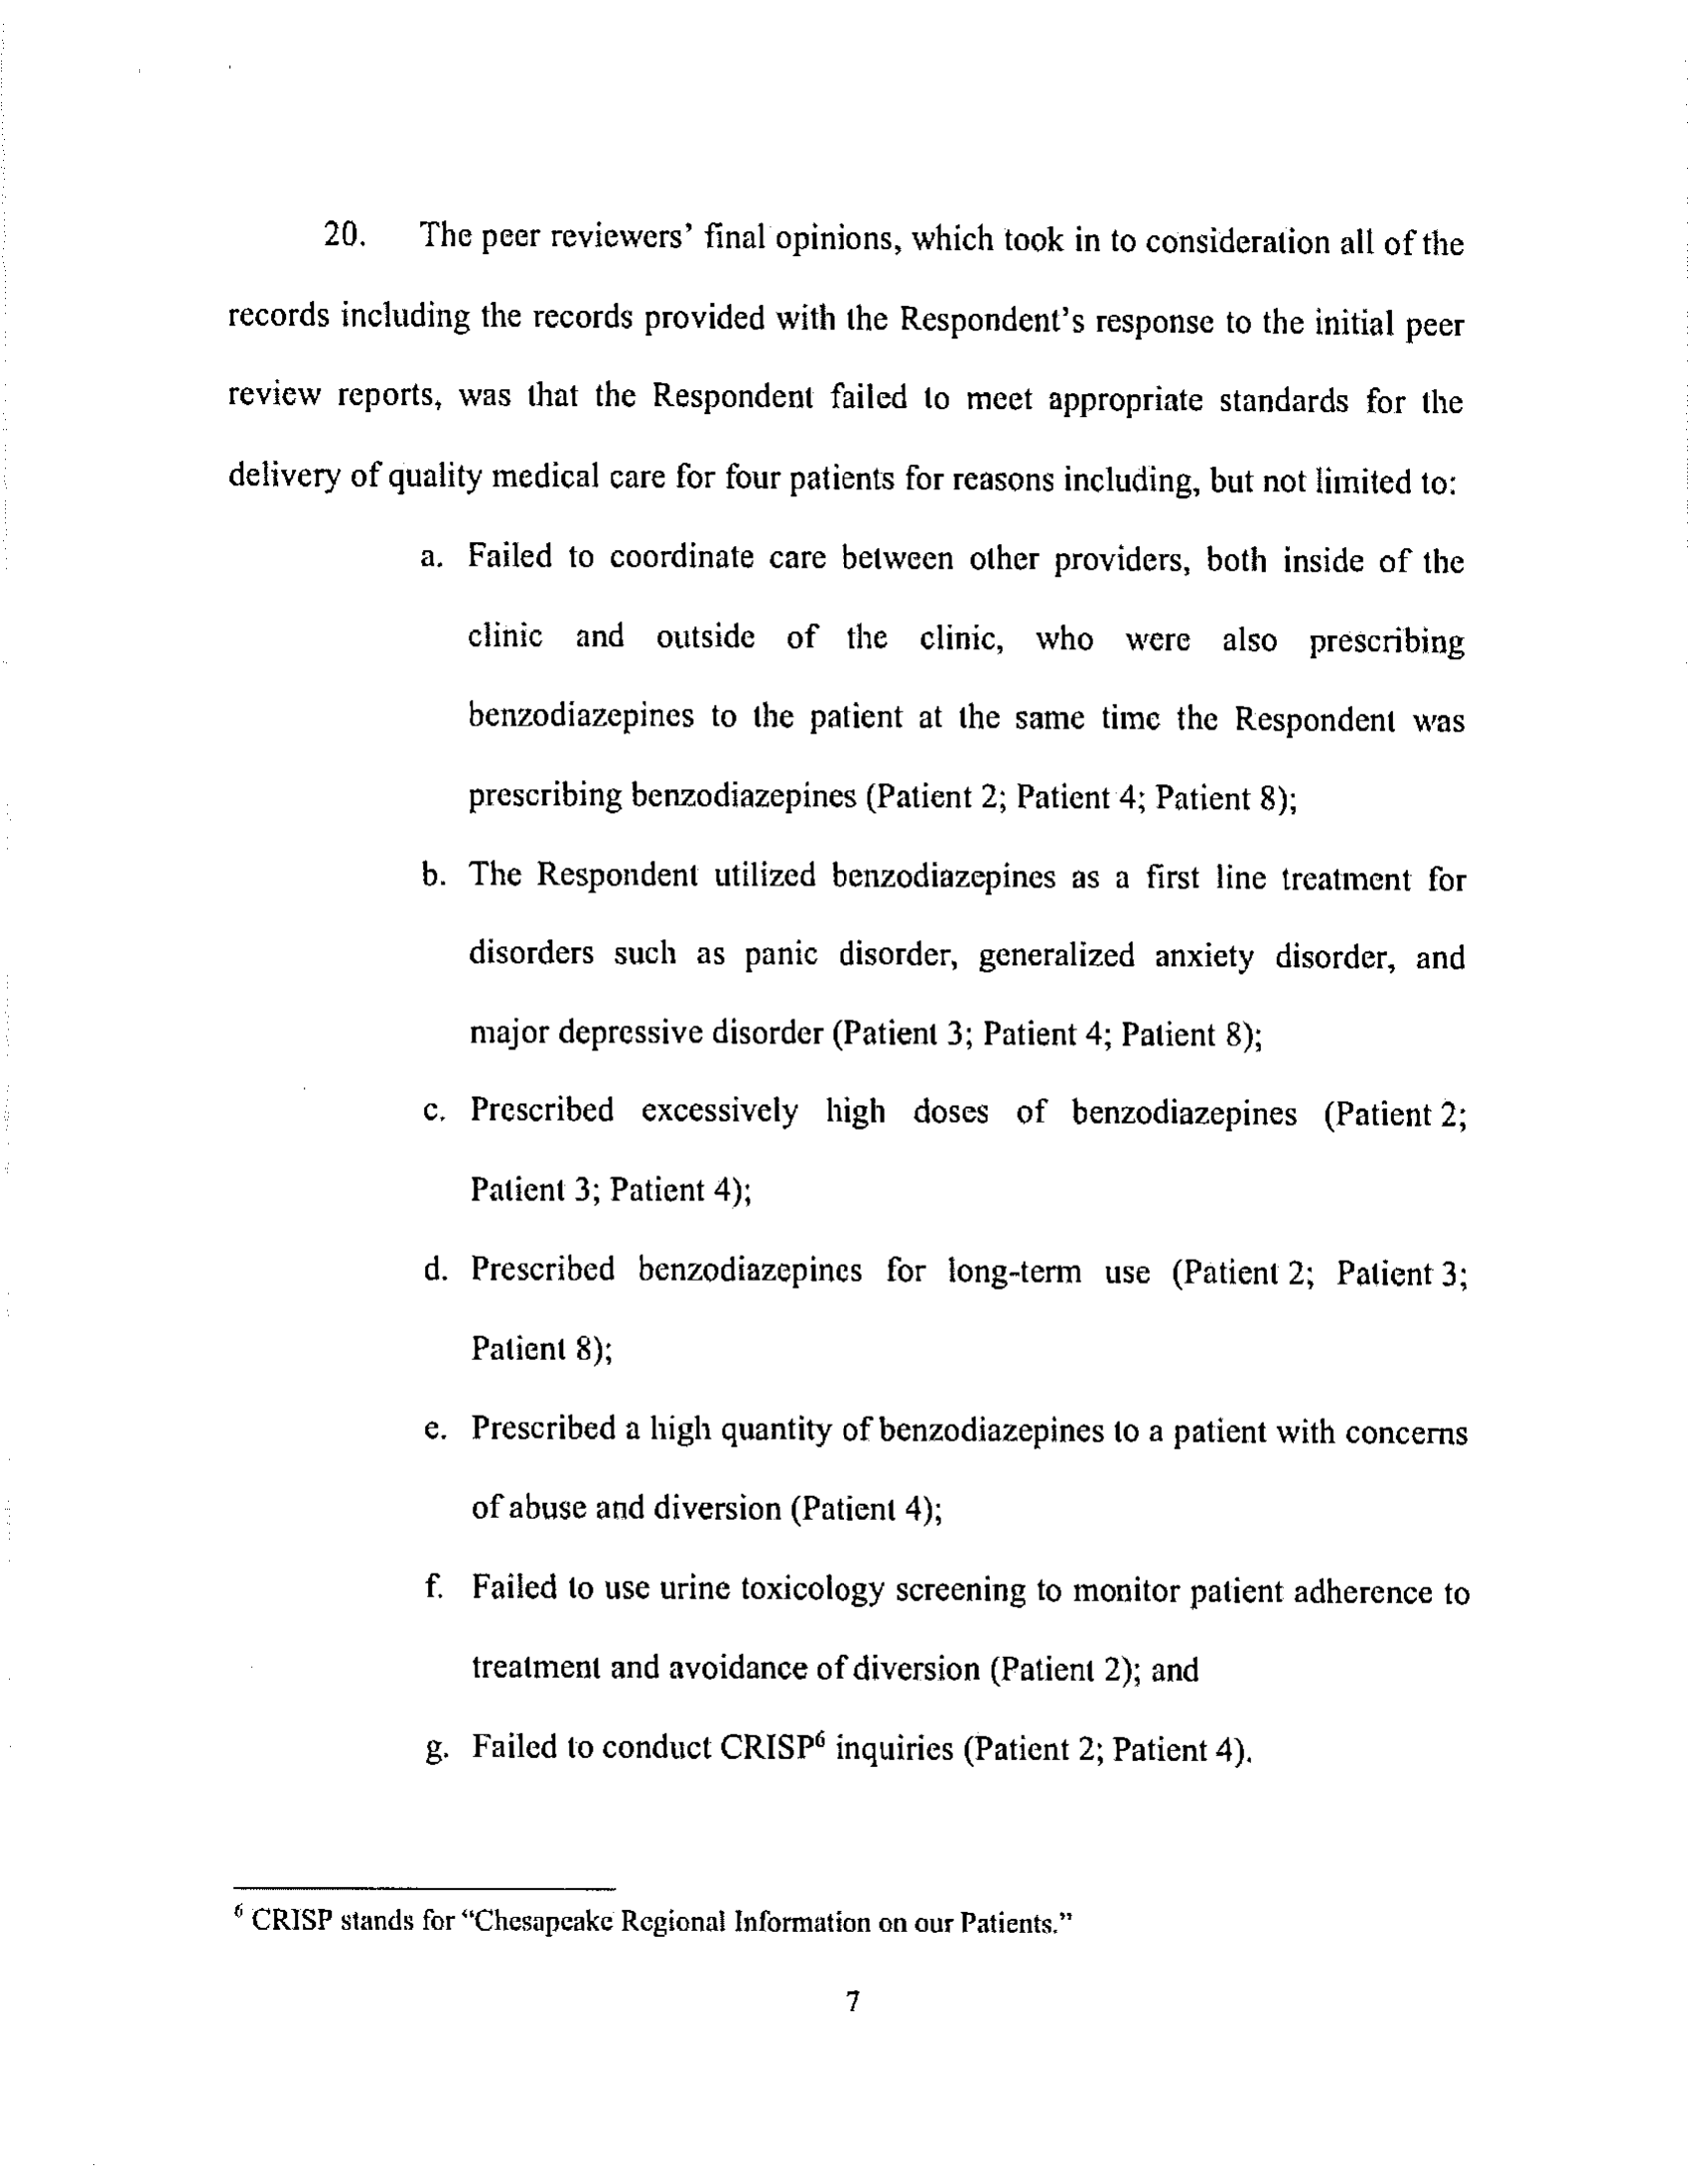 20. The peer reviewers’ final opinions, which took in to consideration all of the
records including the records provided with the Respondent’s response to the initial peer
review reports, was that the Respondent failed to meet appropriate standards for the
delivery of quality medical care for four patients for reasons including, but not limited to:
a. Failed to coordinate care between other providers, both inside of the
clinic and outside of the clinic, who were also prescribing
benzodiazepines to the patient at the same time the Respondent was
prescribing benzodiazepines (Patient 2; Patient 4; Patient 8);
b. The Respondent utilized benzodiazepines as a first line treatment for
disorders such as panic disorder, generalized anxiety disorder, and
major depressive disorder (Patient 3; Patient 4; Patient 8);
c. Prescribed excessively high doses of benzodiazepines (Patient 2;
Patient 3; Patient 4);
d. Prescribed benzodiazepines for long-term use (Patient 2; Patient 3;
Patient 8);
e. Prescribed a high quantity of benzodiazepines to a patient with concerns
of abuse and diversion (Patient 4);
f. Failed to use urine toxicology screening to monitor patient adherence to
treatment and avoidance of diversion (Patient 2); and
g. Failed to conduct CRISP⁶ inquiries (Patient 2; Patient 4).
⁶ CRISP stands for “Chesapeake Regional Information on our Patients.”
7